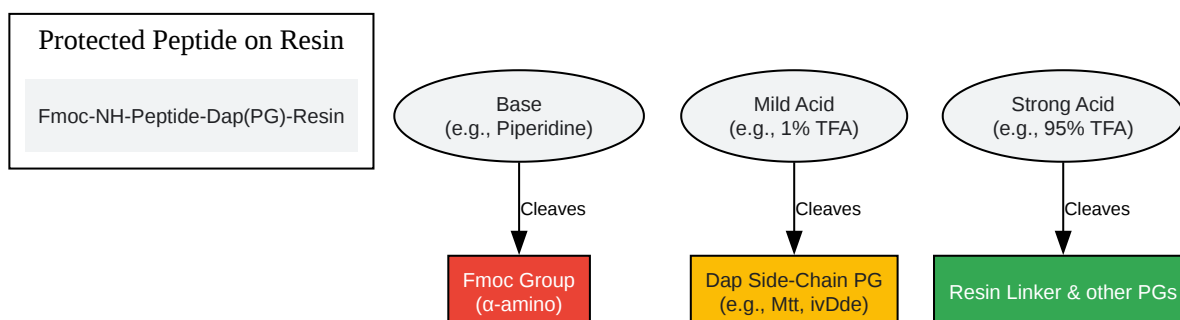 Protected Peptide on Resin
Fmoc-NH-Peptide-Dap(PG)-Resin
Base
(e.g., Piperidine)
Mild Acid
(e.g., 1% TFA)
Strong Acid
(e.g., 95% TFA)
Cleaves
Cleaves
Cleaves
Fmoc Group
(α-amino)
Dap Side-Chain PG
(e.g., Mtt, ivDde)
Resin Linker & other PGs